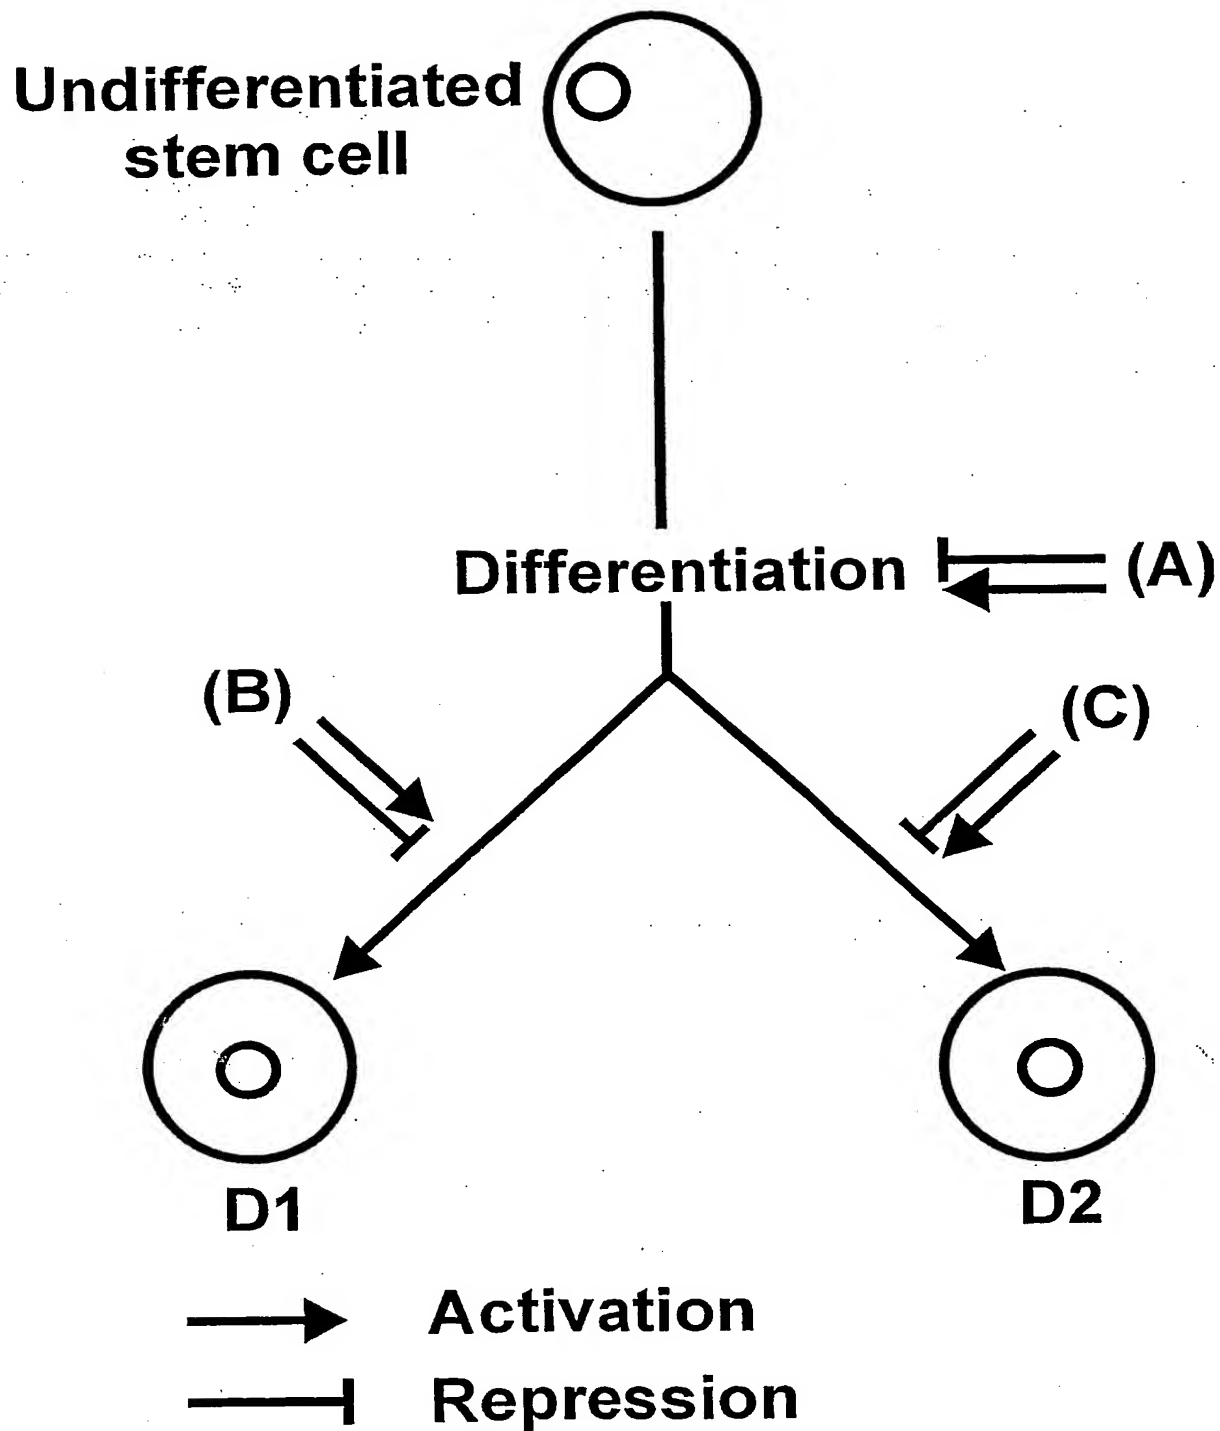 Undifferentiated
stem cell
Differentiation
(A)
(B)
(C)
D1
D2
Activation
Repression